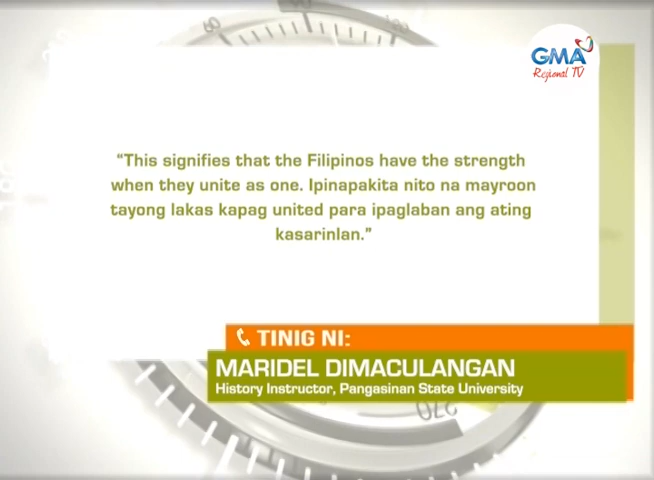 GMA
Regional TV
“This signifies that the Filipinos have the strength
when they unite as one. Ipinapakita nito na mayroon
tayong lakas kapag united para ipaglaban ang ating
kasarinlan.”
TINIG NI:
MARIDEL DIMACULANGAN
History Instructor, Pangasinan State University
270